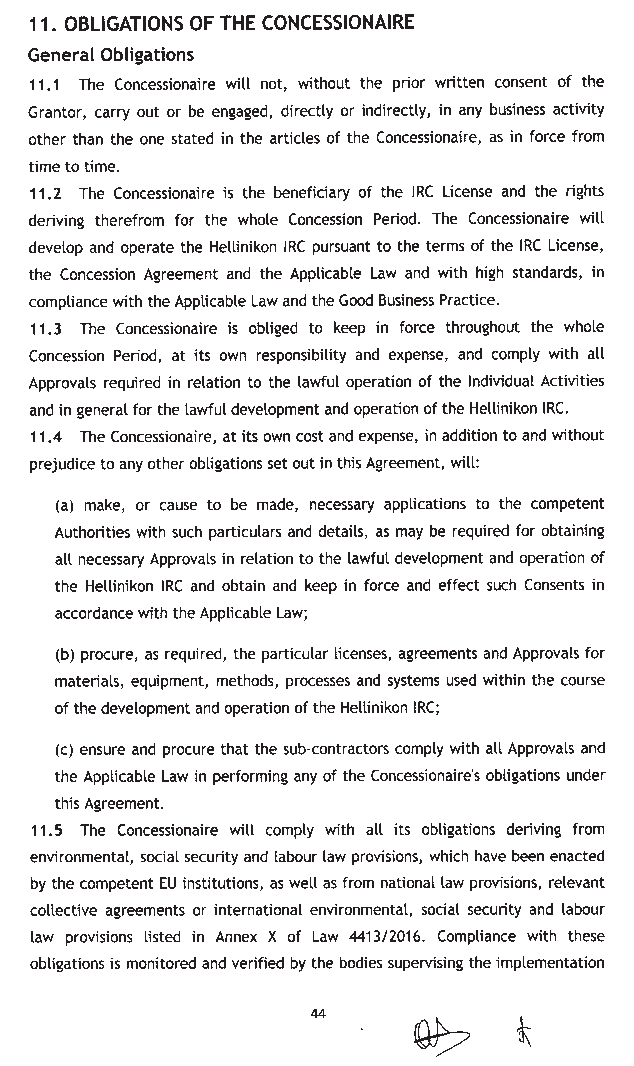 11. OBLIGATIONS OF THE CONCESSIONAIRE
General Obligations
11.1 The Concessionaire will not, without the prior written consent of the
Grantor, carry out or be engaged, directly or indirectly, in any business activity
other than the one stated in the articles of the Concessionaire, as in force from
time to time.
11.2 The Concessionaire is the beneficiary of the IRC License and the rights
deriving therefrom for the whole Concession Period. The Concessionaire will
develop and operate the Hellinikon IRC pursuant to the terms of the IRC License,
the Concession Agreement and the Applicable Law and with high standards, in
compliance with the Applicable Law and the Good Business Practice.
11.3 The Concessionaire is obliged to keep in force throughout the whole
Concession Period, at its own responsibility and expense, and comply with all
Approvals required in relation to the lawful operation of the Individual Activities
and in general for the lawful development and operation of the Hellinikon IRC.
11.4 The Concessionaire, at its own cost and expense, in addition to and without
prejudice to any other obligations set out in this Agreement, will:
(a) make, or cause to be made, necessary applications to the competent
Authorities with such particulars and details, as may be required for obtaining
all necessary Approvals in relation to the lawful development and operation of
the Hellinikon IRC and obtain and keep in force and effect such Consents in
accordance with the Applicable Law;
(b) procure, as required, the particular licenses, agreements and Approvals for
materials, equipment, methods, processes and systems used within the course
of the development and operation of the Hellinikon IRC;
(c) ensure and procure that the sub-contractors comply with all Approvals and
the Applicable Law in performing any of the Concessionaire's obligations under
this Agreement.
11.5 The Concessionaire will comply with all its obligations deriving from
environmental, social security and labour law provisions, which have been enacted
by the competent EU institutions, as well as from national law provisions, relevant
collective agreements or international environmental, social security and labour
law provisions listed in Annex X of Law 4413/2016. Compliance with these
obligations is monitored and verified by the bodies supervising the implementation
44